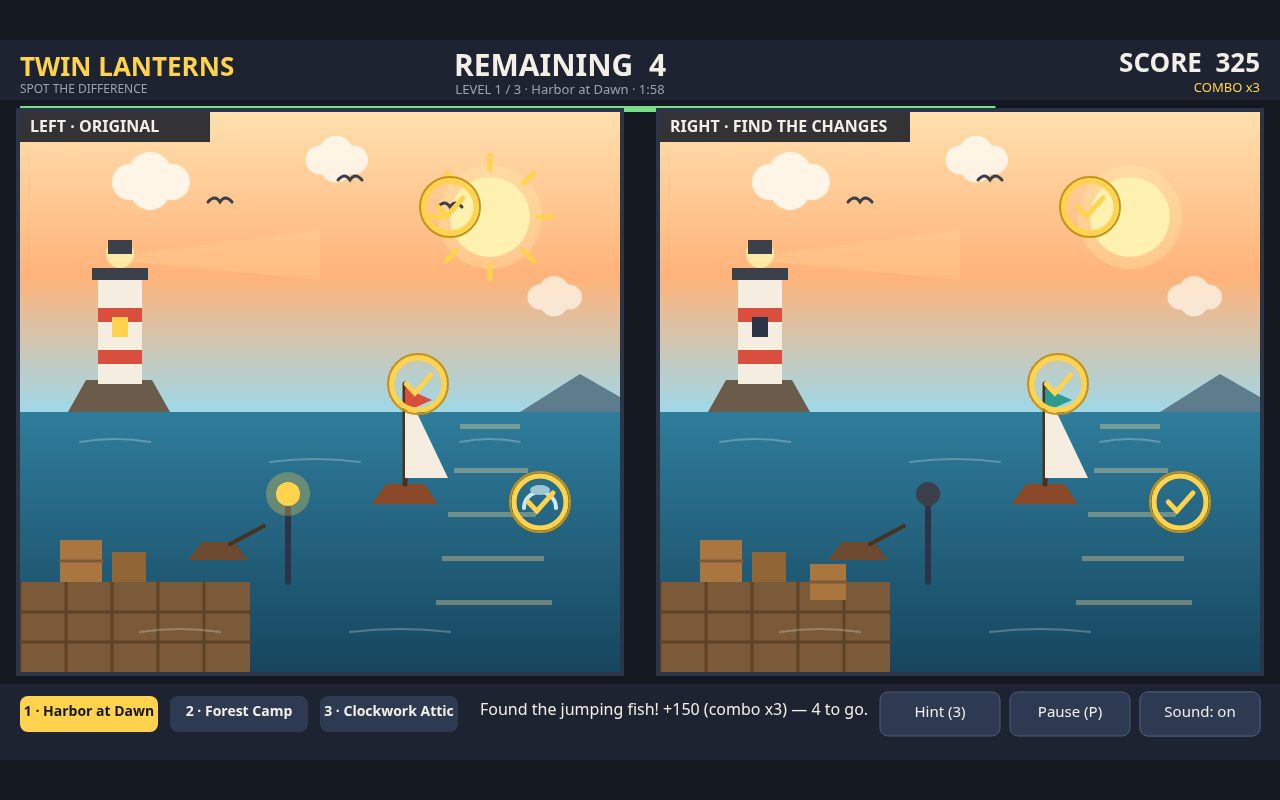 TWIN LANTERNS
SPOT THE DIFFERENCE
REMAINING 4
LEVEL 1 / 3 · Harbor at Dawn · 1:58
SCORE 325
COMBO x3
LEFT · ORIGINAL
RIGHT · FIND THE CHANGES
1 · Harbor at Dawn
2 · Forest Camp
3 · Clockwork Attic
Found the jumping fish! +150 (combo x3) — 4 to go.
Hint (3)
Pause (P)
Sound: on